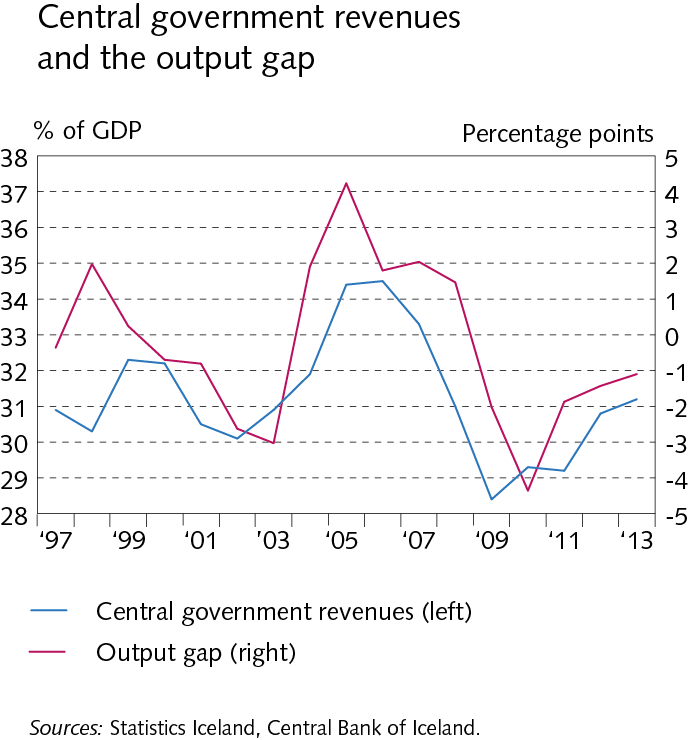 Central government revenues
and the output gap
% of GDP
Percentage points
38
37
36
35
34
33
32
31
30
29
28
5
4
3
2
1
0
-1
-2
-3
-4
-5
‘97 ‘99 ‘01 ’03 ‘05 ‘07 ‘09 ‘11 ‘13
Central government revenues (left)
Output gap (right)
Sources: Statistics Iceland, Central Bank of Iceland.